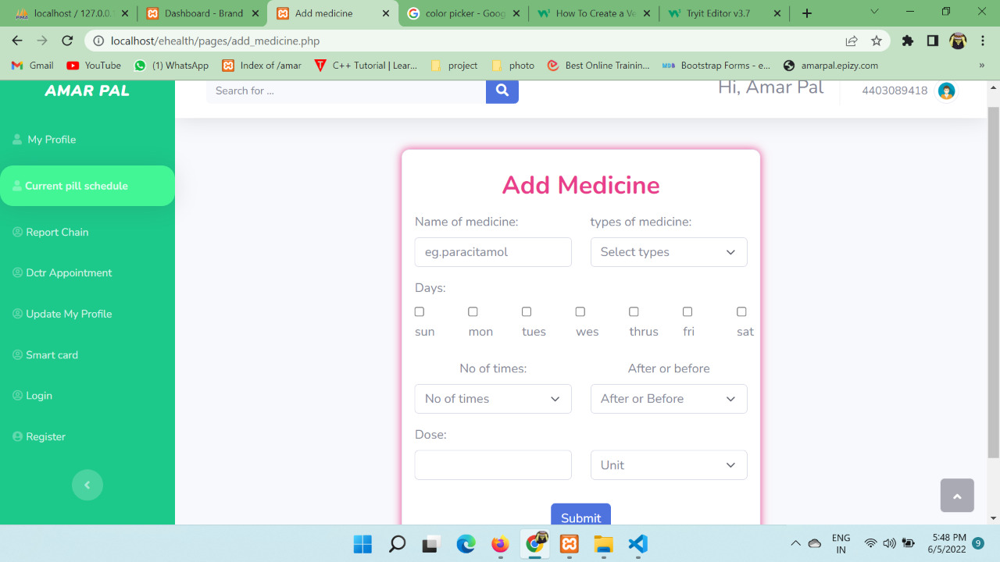 localhost / 127.0.0.1
Dashboard - Brand
Add medicine
color picker - Goog
How To Create a Ve
Tryit Editor v3.7
localhost/ehealth/pages/add_medicine.php
Gmail
YouTube
(1) WhatsApp
Index of /amar
C++ Tutorial | Lear...
project
photo
Best Online Trainin...
Bootstrap Forms - e...
amarpal.epizy.com
»
AMAR PAL
Search for ...
Hi, Amar Pal
4403089418
My Profile
Current pill schedule
Report Chain
Dctr Appointment
Update My Profile
Smart card
Login
Register
Add Medicine
Name of medicine:
types of medicine:
eg.paracitamol
Select types
Days:
sun mon tues wes thrus fri sat
No of times:
After or before
No of times
After or Before
Dose:
Unit
Submit
ENG
IN
5:48 PM
6/5/2022
9